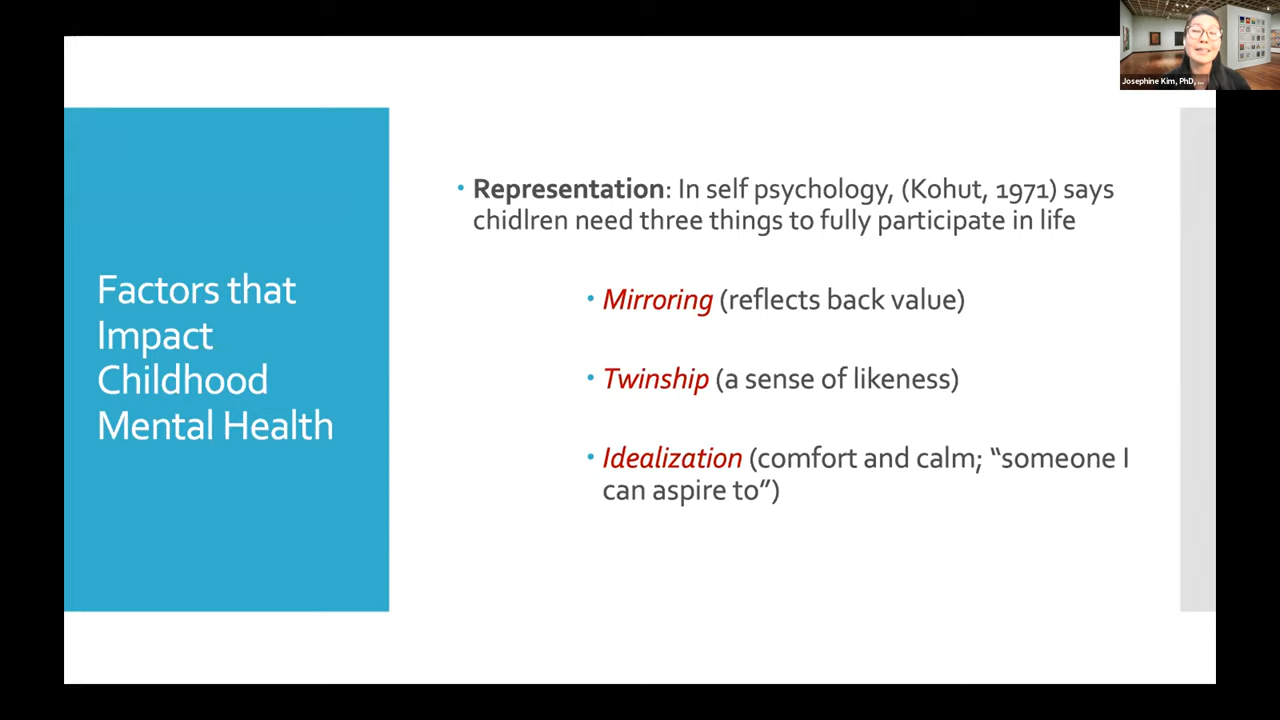 Josephine Kim, PhD, ...
Factors that
Impact
Childhood
Mental Health
• Representation: In self psychology, (Kohut, 1971) says
chidlren need three things to fully participate in life
• Mirroring (reflects back value)
• Twinship (a sense of likeness)
• Idealization (comfort and calm; “someone I
can aspire to”)